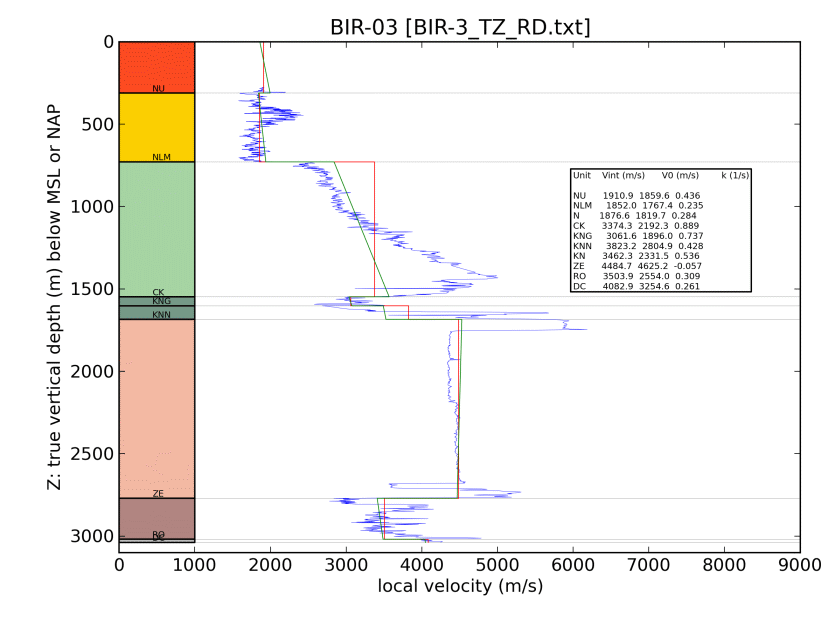 BIR-03 [BIR-3_TZ_RD.txt]
Z: true vertical depth (m) below MSL or NAP
0
500
1000
1500
2000
2500
3000
NU
NLM
CK
KNG
KNN
ZE
RO
DC
Unit Vint (m/s) V0 (m/s) k (1/s)
NU 1910.9 1859.6 0.436
NLM 1852.0 1767.4 0.235
N 1876.6 1819.7 0.284
CK 3374.3 2192.3 0.889
KNG 3061.6 1896.0 0.737
KNN 3823.2 2804.9 0.428
KN 3462.3 2331.5 0.536
ZE 4484.7 4625.2 -0.057
RO 3503.9 2554.0 0.309
DC 4082.9 3254.6 0.261
0 1000 2000 3000 4000 5000 6000 7000 8000 9000
local velocity (m/s)